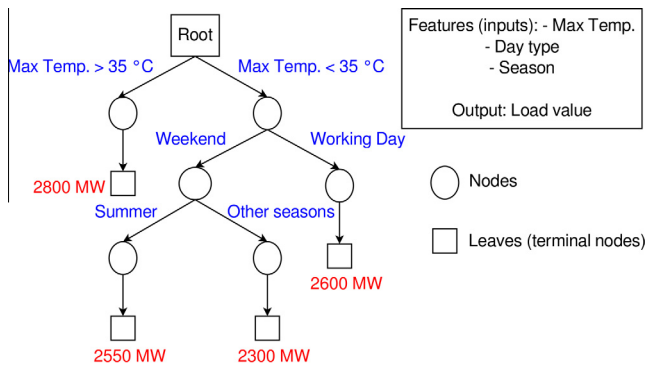 Root
Features (inputs): - Max Temp.
- Day type
- Season
Output: Load value
Max Temp. > 35 °C
Max Temp. < 35 °C
Weekend
Working Day
Nodes
2800 MW
Summer
Other seasons
Leaves (terminal nodes)
2600 MW
2550 MW
2300 MW